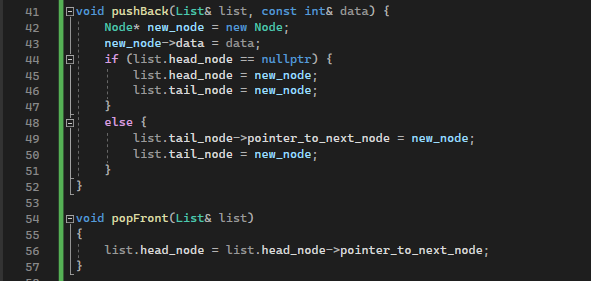 41 void pushBack(List& list, const int& data) {
42 Node* new_node = new Node;
43 new_node->data = data;
44 if (list.head_node == nullptr) {
45 list.head_node = new_node;
46 list.tail_node = new_node;
47 }
48 else {
49 list.tail_node->pointer_to_next_node = new_node;
50 list.tail_node = new_node;
51 }
52 }
53
54 void popFront(List& list)
55 {
56 list.head_node = list.head_node->pointer_to_next_node;
57 }